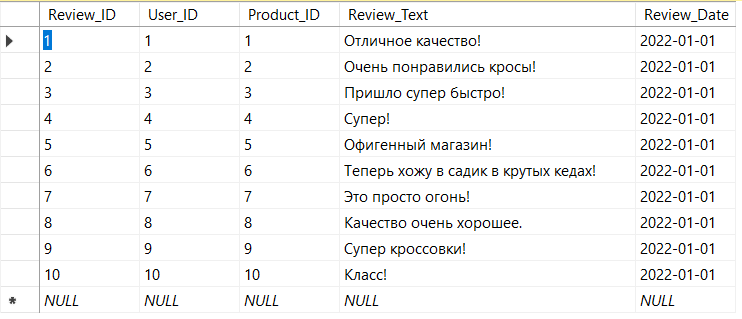 Review_ID User_ID Product_ID Review_Text Review_Date
1 1 1 Отличное качество! 2022-01-01
2 2 2 Очень понравились кросы! 2022-01-01
3 3 3 Пришло супер быстро! 2022-01-01
4 4 4 Супер! 2022-01-01
5 5 5 Офигенный магазин! 2022-01-01
6 6 6 Теперь хожу в садик в крутых кедах! 2022-01-01
7 7 7 Это просто огонь! 2022-01-01
8 8 8 Качество очень хорошее. 2022-01-01
9 9 9 Супер кроссовки! 2022-01-01
10 10 10 Класс! 2022-01-01
* NULL NULL NULL NULL NULL